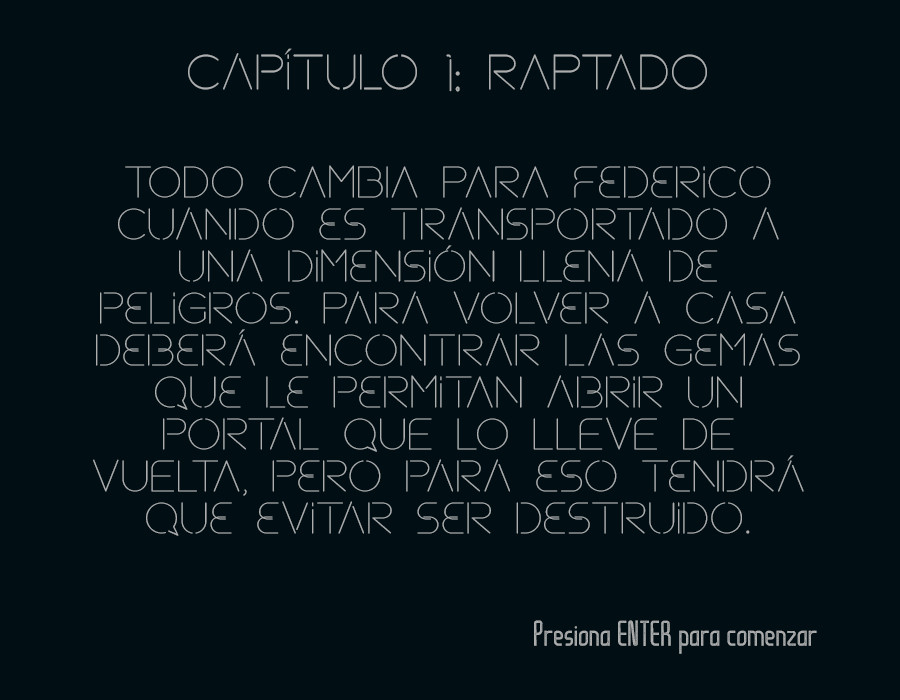 CAPÍTULO 1: RAPTADO
TODO CAMBIA PARA FEDERICO
CUANDO ES TRANSPORTADO A
UNA DIMENSIÓN LLENA DE
PELIGROS. PARA VOLVER A CASA
DEBERÁ ENCONTRAR LAS GEMAS
QUE LE PERMITAN ABRIR UN
PORTAL QUE LO LLEVE DE
VUELTA, PERO PARA ESO TENDRÁ
QUE EVITAR SER DESTRUIDO.
Presiona ENTER para comenzar